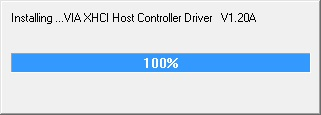 Installing ...VIA XHCI Host Controller Driver   V1.20A
100%